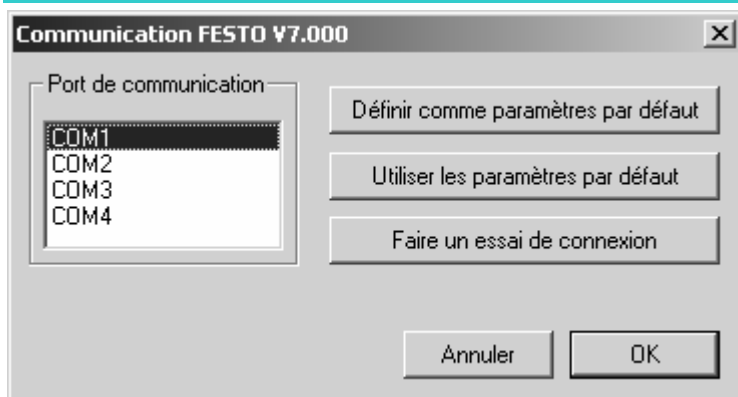 Communication FESTO V7.000
Port de communication
COM1
COM2
COM3
COM4
Définir comme paramètres par défaut
Utiliser les paramètres par défaut
Faire un essai de connexion
Annuler
OK